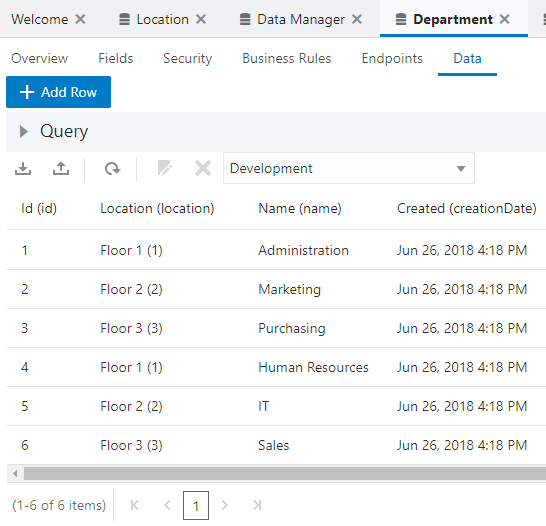 Welcome Location Data Manager Department
Overview Fields Security Business Rules Endpoints Data
Add Row
Query
Development
Id (id) Location (location) Name (name) Created (creationDate)
1 Floor 1 (1) Administration Jun 26, 2018 4:18 PM
2 Floor 2 (2) Marketing Jun 26, 2018 4:18 PM
3 Floor 3 (3) Purchasing Jun 26, 2018 4:18 PM
4 Floor 1 (1) Human Resources Jun 26, 2018 4:18 PM
5 Floor 2 (2) IT Jun 26, 2018 4:18 PM
6 Floor 3 (3) Sales Jun 26, 2018 4:18 PM
(1-6 of 6 items) 1